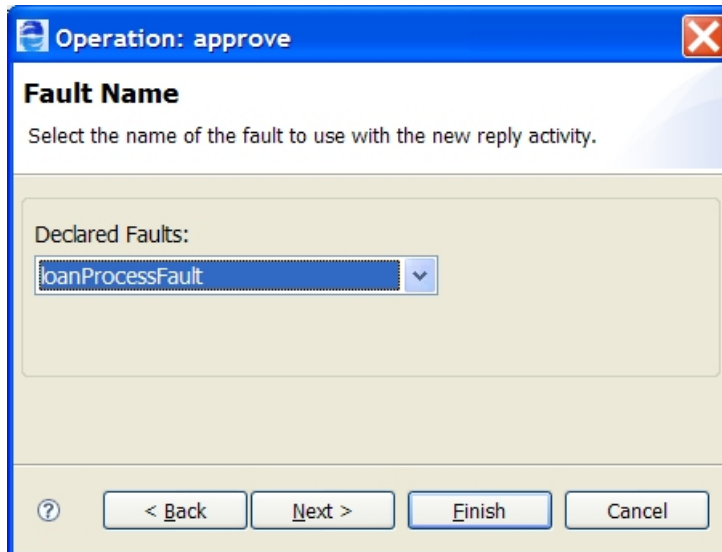 Operation: approve
Fault Name
Select the name of the fault to use with the new reply activity.
Declared Faults:
loanProcessFault
? < Back Next > Finish Cancel